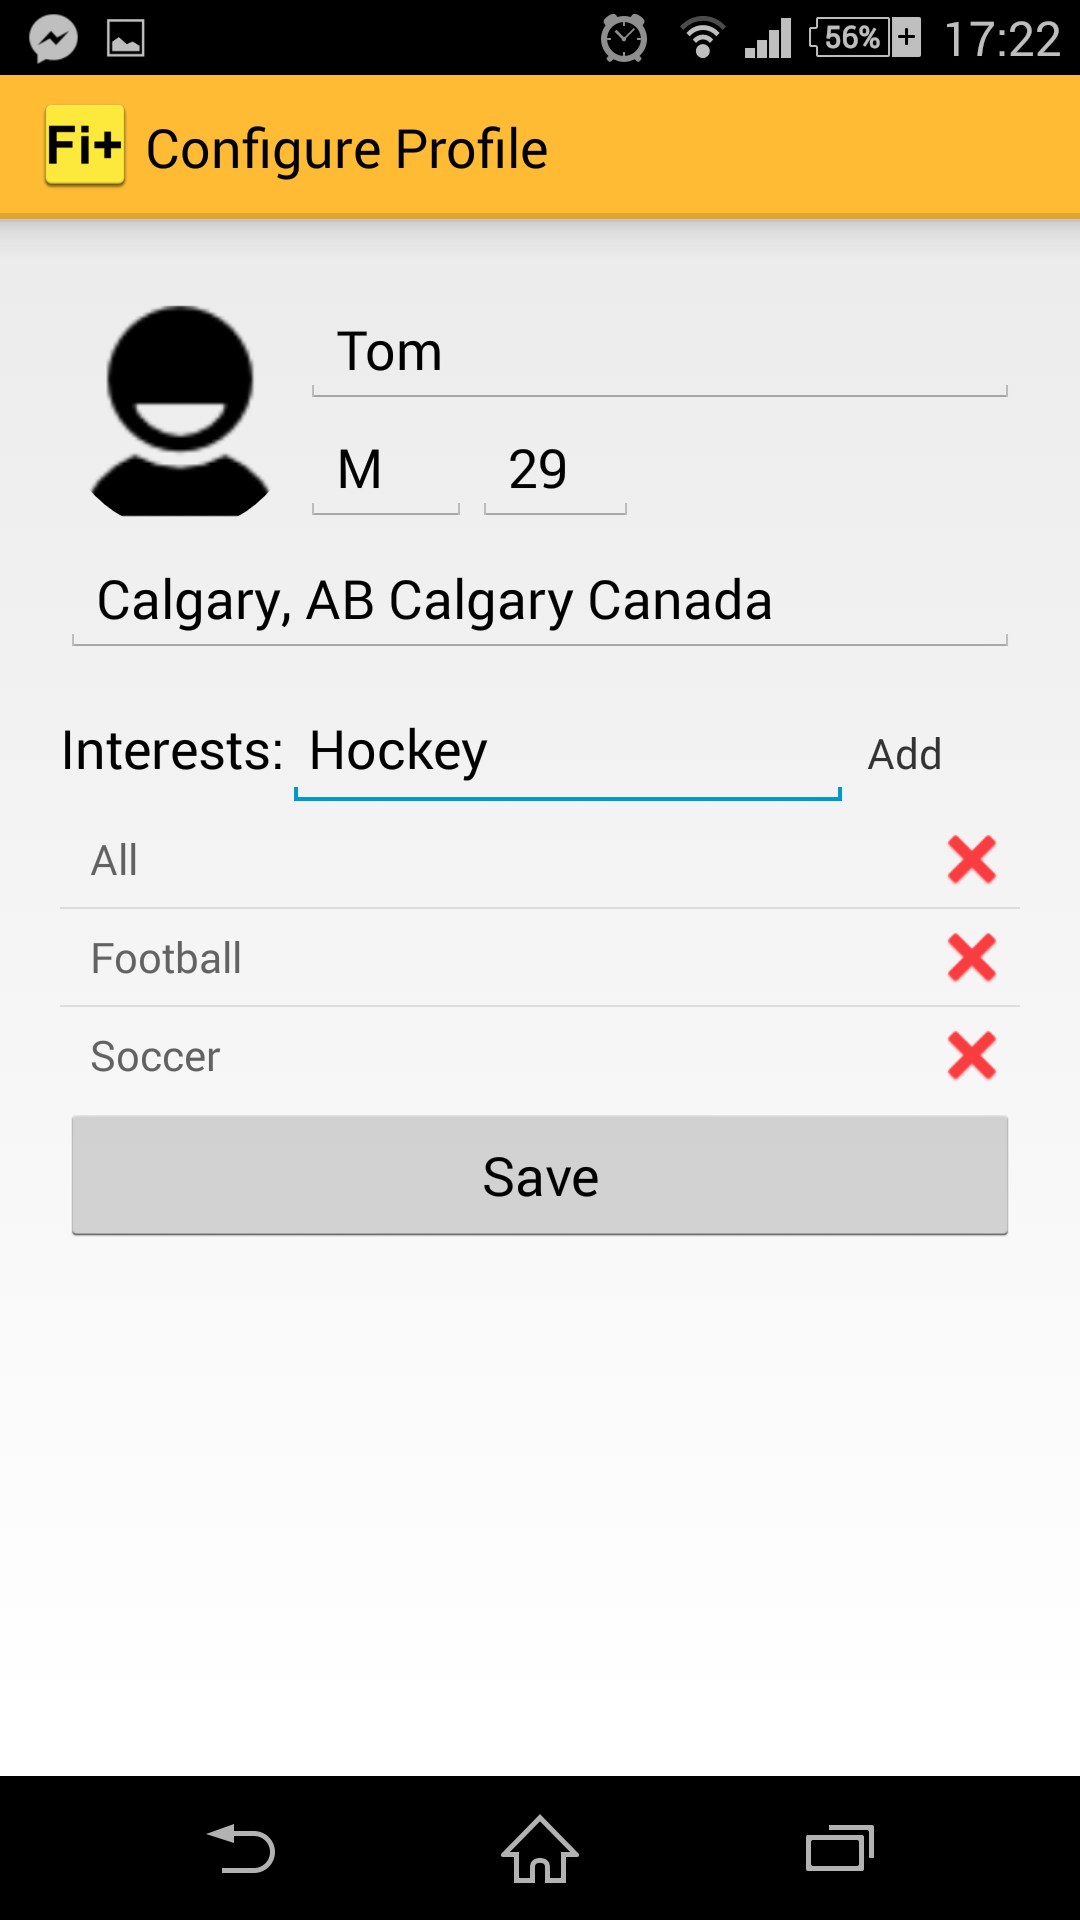 56% 17:22
Fi+ Configure Profile
Tom
M 29
Calgary, AB Calgary Canada
Interests: Hockey Add
All
Football
Soccer
Save